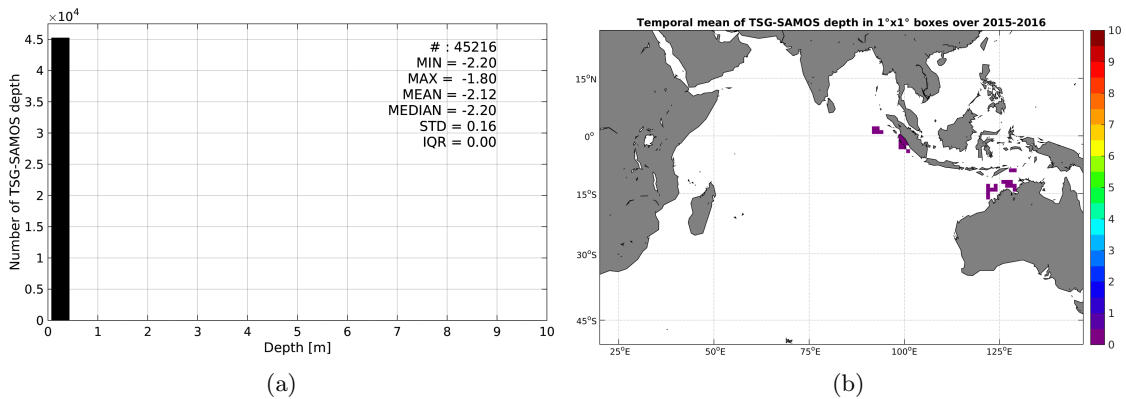 ×10⁴
4.5
4
3.5
3
2.5
2
1.5
1
0.5
0
Number of TSG-SAMOS depth
# : 45216
MIN = -2.20
MAX = -1.80
MEAN = -2.12
MEDIAN = -2.20
STD = 0.16
IQR = 0.00
0 1 2 3 4 5 6 7 8 9 10
Depth [m]
(a)
Temporal mean of TSG-SAMOS depth in 1°x1° boxes over 2015-2016
15°N
0°
15°S
30°S
45°S
25°E 50°E 75°E 100°E 125°E
10
9
8
7
6
5
4
3
2
1
0
(b)